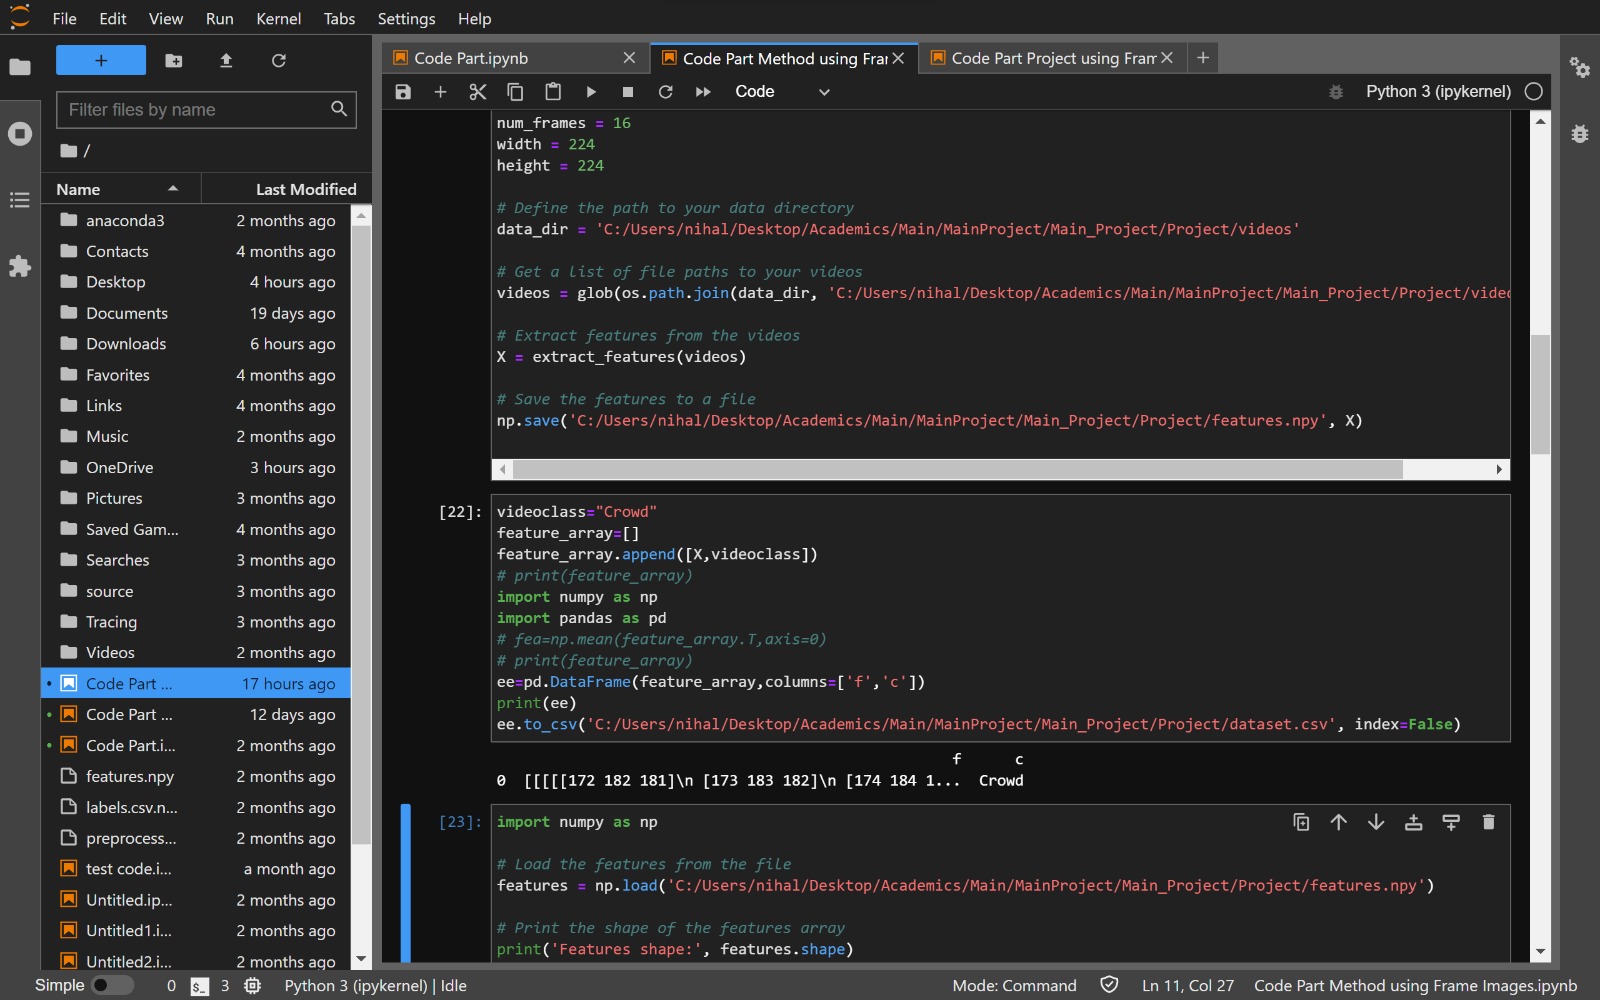 File Edit View Run Kernel Tabs Settings Help
Code Part.ipynb
Code Part Method using Frar
Code Part Project using Fram
Code
Python 3 (ipykernel)
Filter files by name
/
Name Last Modified
anaconda3 2 months ago
Contacts 4 months ago
Desktop 4 hours ago
Documents 19 days ago
Downloads 6 hours ago
Favorites 4 months ago
Links 4 months ago
Music 2 months ago
OneDrive 3 hours ago
Pictures 3 months ago
Saved Gam... 4 months ago
Searches 3 months ago
source 3 months ago
Tracing 3 months ago
Videos 2 months ago
Code Part ... 17 hours ago
Code Part ... 12 days ago
Code Part.i... 2 months ago
features.npy 2 months ago
labels.csv.n... 2 months ago
preprocess... 2 months ago
test code.i... a month ago
Untitled.ip... 2 months ago
Untitled1.i... 2 months ago
Untitled2.i... 2 months ago
num_frames = 16
width = 224
height = 224
# Define the path to your data directory
data_dir = 'C:/Users/nihal/Desktop/Academics/Main/MainProject/Main_Project/Project/videos'
# Get a list of file paths to your videos
videos = glob(os.path.join(data_dir, 'C:/Users/nihal/Desktop/Academics/Main/MainProject/Main_Project/Project/video
# Extract features from the videos
X = extract_features(videos)
# Save the features to a file
np.save('C:/Users/nihal/Desktop/Academics/Main/MainProject/Main_Project/Project/features.npy', X)
[22]: videoclass="Crowd"
feature_array=[]
feature_array.append([X,videoclass])
# print(feature_array)
import numpy as np
import pandas as pd
# fea=np.mean(feature_array.T,axis=0)
# print(feature_array)
ee=pd.DataFrame(feature_array,columns=['f','c'])
print(ee)
ee.to_csv('C:/Users/nihal/Desktop/Academics/Main/MainProject/Main_Project/Project/dataset.csv', index=False)
f c
0 [[[[[172 182 181]\n [173 183 182]\n [174 184 1... Crowd
[23]: import numpy as np
# Load the features from the file
features = np.load('C:/Users/nihal/Desktop/Academics/Main/MainProject/Main_Project/Project/features.npy')
# Print the shape of the features array
print('Features shape:', features.shape)
Simple 0 $_ 3 Python 3 (ipykernel) | Idle Mode: Command Ln 11, Col 27 Code Part Method using Frame Images.ipynb